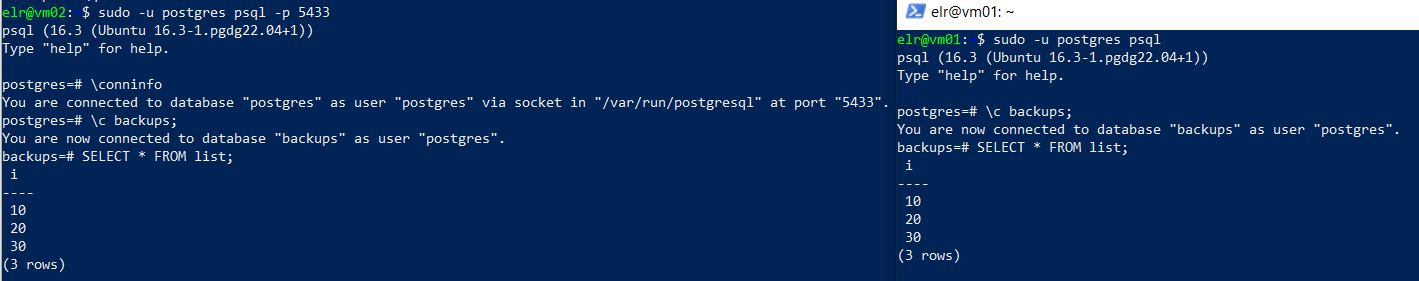 elr@vm02: $ sudo -u postgres psql -p 5433
psql (16.3 (Ubuntu 16.3-1.pgdg22.04+1))
Type "help" for help.
postgres=# \conninfo
You are connected to database "postgres" as user "postgres" via socket in "/var/run/postgresql" at port "5433".
postgres=# \c backups;
You are now connected to database "backups" as user "postgres".
backups=# SELECT * FROM list;
i
----
10
20
30
(3 rows)
elr@vm01: ~
elr@vm01: $ sudo -u postgres psql
psql (16.3 (Ubuntu 16.3-1.pgdg22.04+1))
Type "help" for help.
postgres=# \c backups;
You are now connected to database "backups" as user "postgres".
backups=# SELECT * FROM list;
i
----
10
20
30
(3 rows)